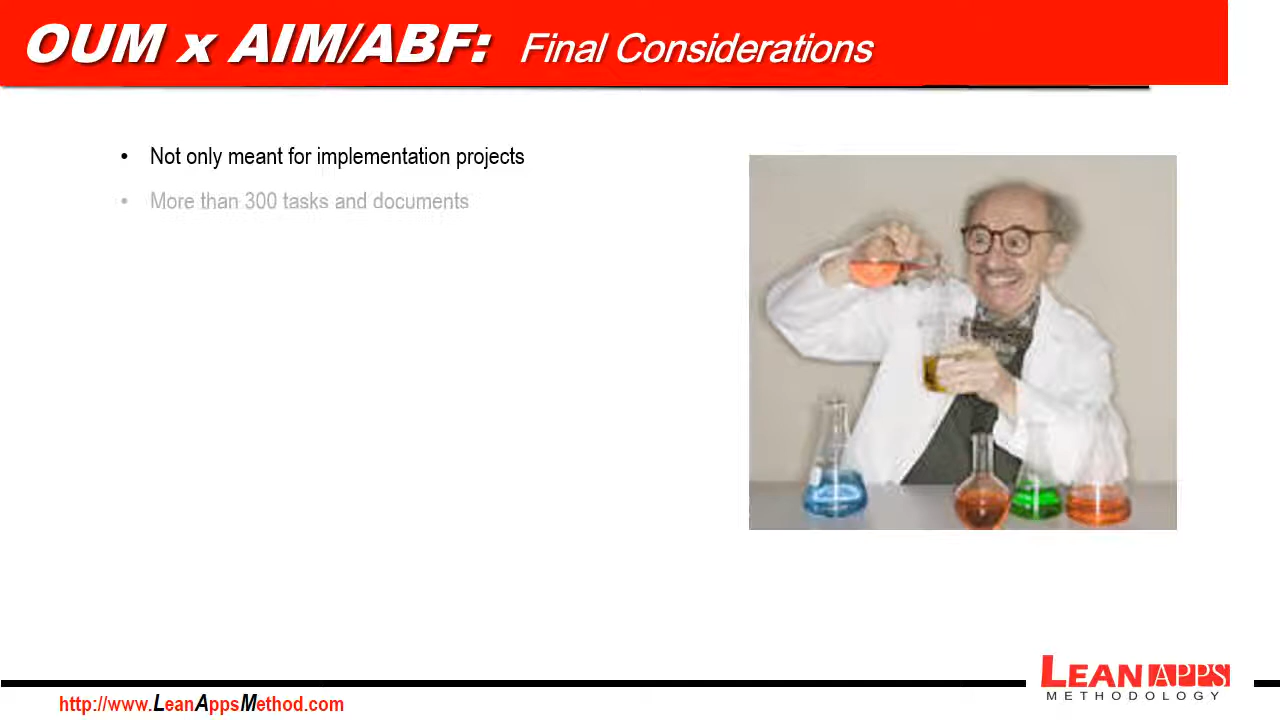 OUM x AIM/ABF: Final Considerations
• Not only meant for implementation projects
• More than 300 tasks and documents
LEAN APPS
METHODOLOGY
http://www.LeanAppsMethod.com